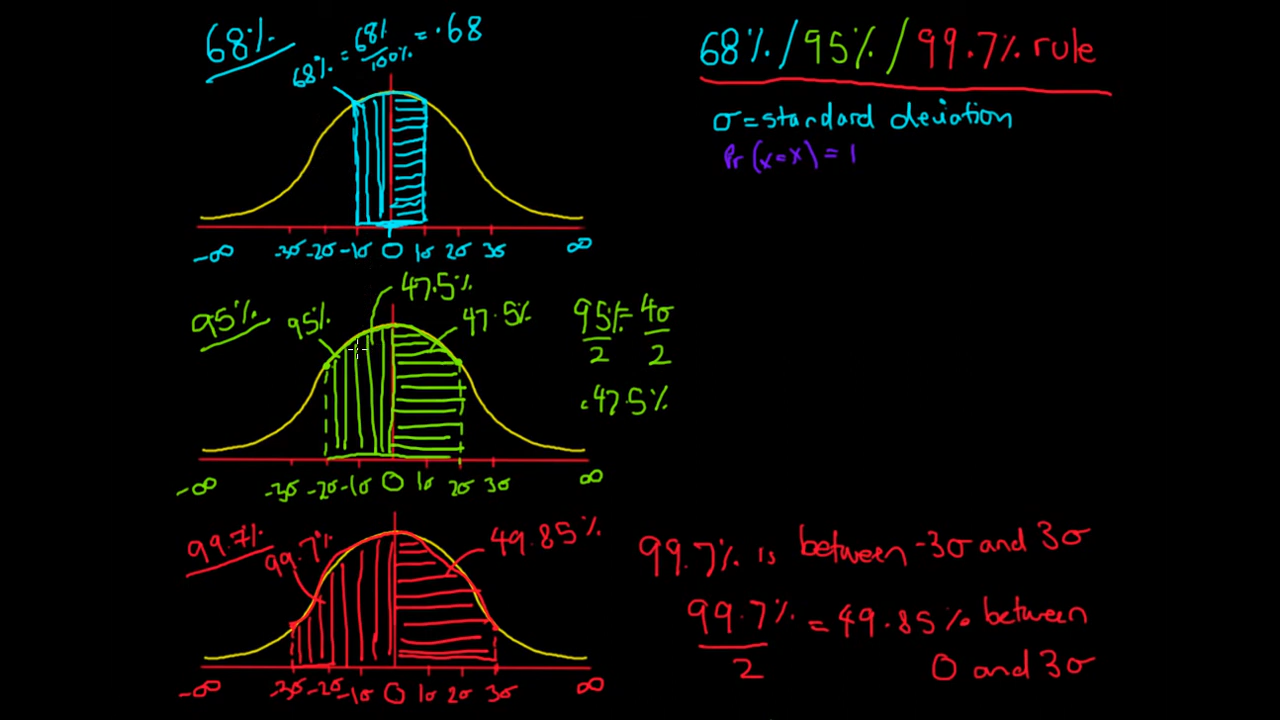 68%
68% = 68%/100% = .68
-∞ -3σ -2σ -1σ 0 1σ 2σ 3σ ∞
68% / 95% / 99.7% rule
σ = standard deviation
Pr (x=x) = 1
95%
95%
47.5%
47.5%
-∞ -3σ -2σ -1σ 0 1σ 2σ 3σ ∞
95% = 4σ
2 2
47.5%
99.7%
99.7%
49.85%
-∞ -3σ -2σ -1σ 0 1σ 2σ 3σ ∞
99.7% is between -3σ and 3σ
99.7%/2 = 49.85% between
0 and 3σ